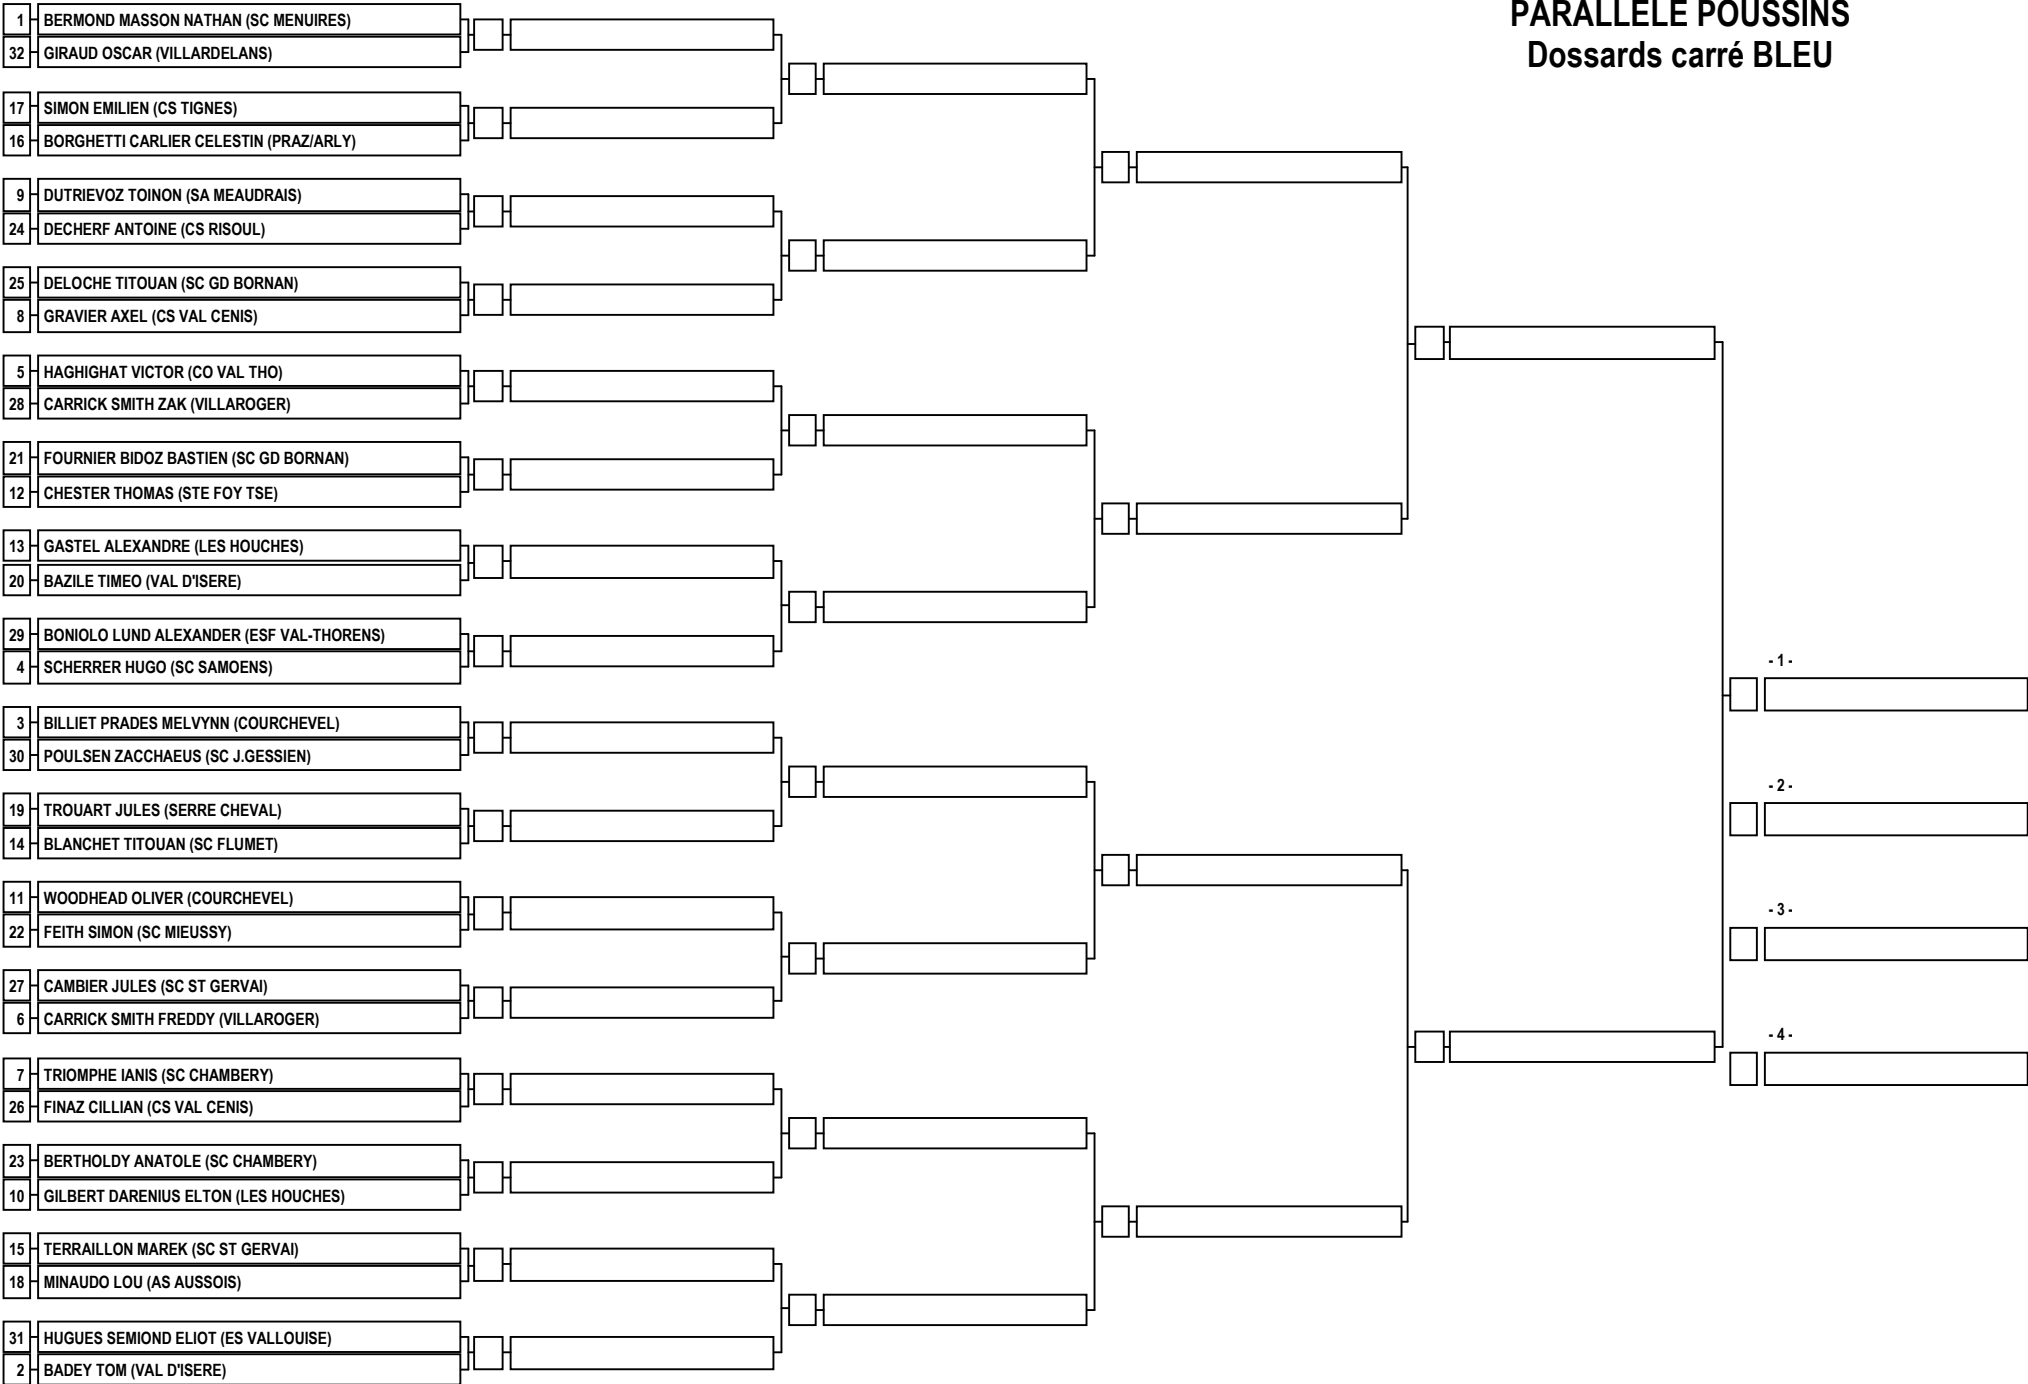 PARALLELE POUSSINS
Dossards carré BLEU
1 BERMOND MASSON NATHAN (SC MENUIRES)
32 GIRAUD OSCAR (VILLARDELANS)
17 SIMON EMILIEN (CS TIGNES)
16 BORGHETTI CARLIER CELESTIN (PRAZ/ARLY)
9 DUTRIEVOZ TOINON (SA MEAUDRAIS)
24 DECHERF ANTOINE (CS RISOUL)
25 DELOCHE TITOUAN (SC GD BORNAN)
8 GRAVIER AXEL (CS VAL CENIS)
5 HAGHIGHAT VICTOR (CO VAL THO)
28 CARRICK SMITH ZAK (VILLAROGER)
21 FOURNIER BIDOZ BASTIEN (SC GD BORNAN)
12 CHESTER THOMAS (STE FOY TSE)
13 GASTEL ALEXANDRE (LES HOUCHES)
20 BAZILE TIMEO (VAL D'ISERE)
29 BONIOLO LUND ALEXANDER (ESF VAL-THORENS)
4 SCHERRER HUGO (SC SAMOENS)
3 BILLIET PRADES MELVYNN (COURCHEVEL)
30 POULSEN ZACCHAEUS (SC J.GESSIEN)
19 TROUART JULES (SERRE CHEVAL)
14 BLANCHET TITOUAN (SC FLUMET)
11 WOODHEAD OLIVER (COURCHEVEL)
22 FEITH SIMON (SC MIEUSSY)
27 CAMBIER JULES (SC ST GERVAI)
6 CARRICK SMITH FREDDY (VILLAROGER)
7 TRIOMPHE IANIS (SC CHAMBERY)
26 FINAZ CILLIAN (CS VAL CENIS)
23 BERTHOLDY ANATOLE (SC CHAMBERY)
10 GILBERT DARENIUS ELTON (LES HOUCHES)
15 TERRAILLON MAREK (SC ST GERVAI)
18 MINAUDO LOU (AS AUSSOIS)
31 HUGUES SEMIOND ELIOT (ES VALLOUISE)
2 BADEY TOM (VAL D'ISERE)
- 1 -
- 2 -
- 3 -
- 4 -